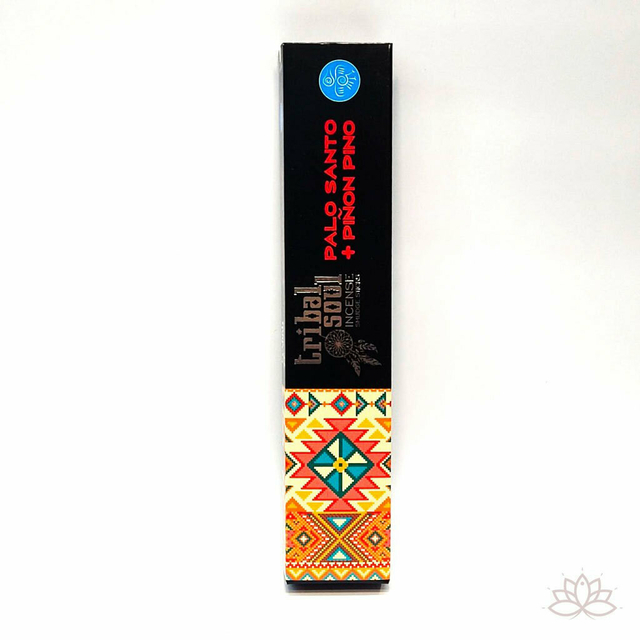 PALO SANTO
+ PIÑON PINO
tribal
soul
INCENSE